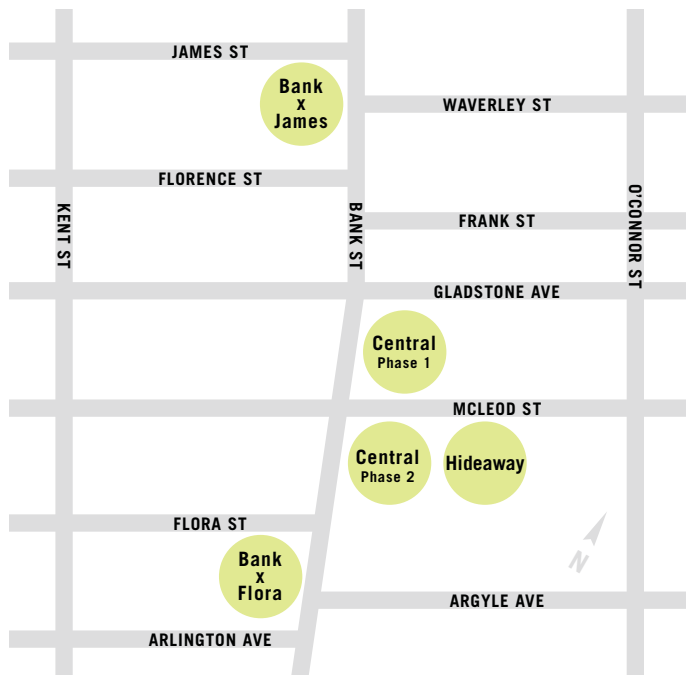 JAMES ST
Bank
x
James
WAVERLEY ST
FLORENCE ST
KENT ST
BANK ST
O'CONNOR ST
FRANK ST
GLADSTONE AVE
Central
Phase 1
MCLEOD ST
Central
Phase 2
Hideaway
FLORA ST
N
Bank
x
Flora
ARGYLE AVE
ARLINGTON AVE